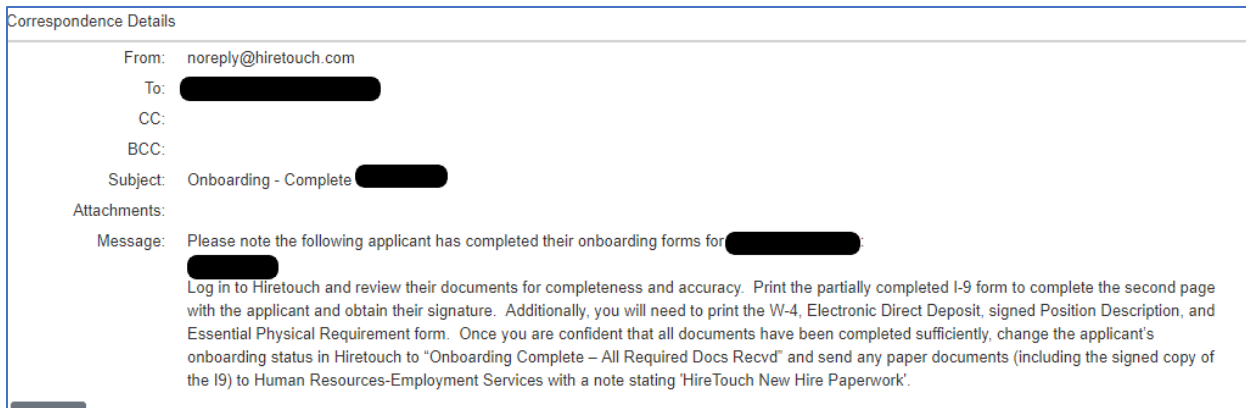 Correspondence Details
From: noreply@hiretouch.com
To:
CC:
BCC:
Subject: Onboarding - Complete
Attachments:
Message: Please note the following applicant has completed their onboarding forms for :
Log in to Hiretouch and review their documents for completeness and accuracy. Print the partially completed I-9 form to complete the second page
with the applicant and obtain their signature. Additionally, you will need to print the W-4, Electronic Direct Deposit, signed Position Description, and
Essential Physical Requirement form. Once you are confident that all documents have been completed sufficiently, change the applicant's
onboarding status in Hiretouch to “Onboarding Complete – All Required Docs Recvd” and send any paper documents (including the signed copy of
the I9) to Human Resources-Employment Services with a note stating 'HireTouch New Hire Paperwork'.